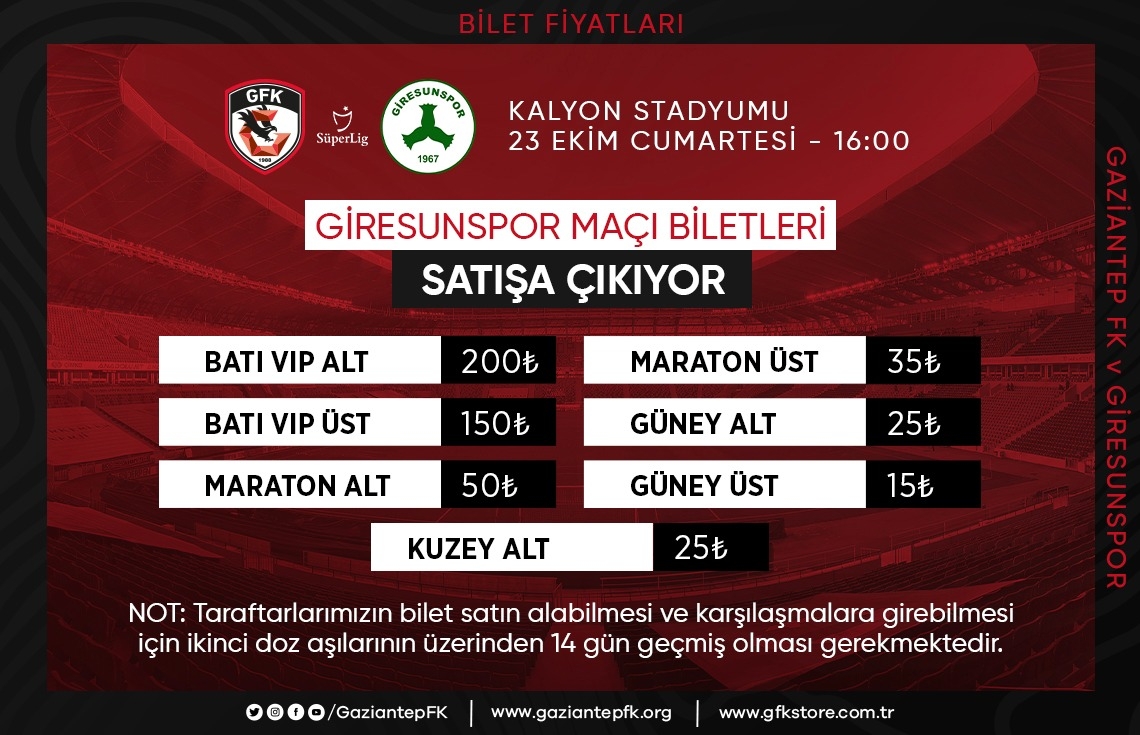 BİLET FİYATLARI
GFK
1988
SüperLig
GİRESUNSPOR
1967
KALYON STADYUMU
23 EKİM CUMARTESİ - 16:00
GİRESUNSPOR MAÇI BİLETLERİ
SATIŞA ÇIKIYOR
BATI VIP ALT 200₺
MARATON ÜST 35₺
BATI VIP ÜST 150₺
GÜNEY ALT 25₺
MARATON ALT 50₺
GÜNEY ÜST 15₺
KUZEY ALT 25₺
NOT: Taraftarlarımızın bilet satın alabilmesi ve karşılaşmalara girebilmesi
için ikinci doz aşılarının üzerinden 14 gün geçmiş olması gerekmektedir.
GAZİANTEP FK v GİRESUNSPOR
/GaziantepFK | www.gaziantepfk.org | www.gfkstore.com.tr